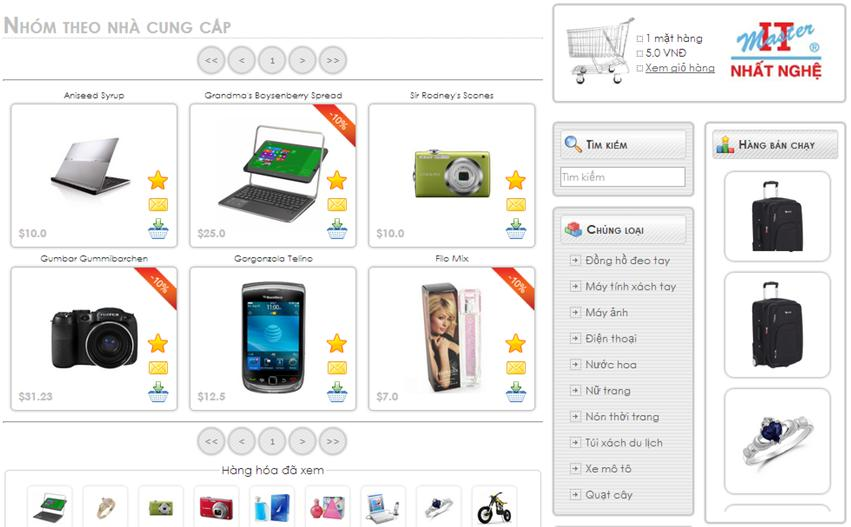 Nhóm theo nhà cung cấp
<< < 1 > >>
Aniseed Syrup
Grandma's Boysenberry Spread
Sir Rodney's Scones
-10%
$10.0
$25.0
$10.0
Gumbar Gummibarchen
Gorgonzola Telino
Flio Mix
-10%
-10%
$31.23
$12.5
$7.0
<< < 1 > >>
Hàng hóa đã xem
1 mặt hàng
5.0 VNĐ
Xem giỏ hàng
IT Master ®
NHẤT NGHỆ
Tìm kiếm
Tìm kiếm
Chủng loại
Đồng hồ đeo tay
Máy tính xách tay
Máy ảnh
Điện thoại
Nước hoa
Nữ trang
Nón thời trang
Túi xách du lịch
Xe mô tô
Quạt cây
Hàng bán chạy